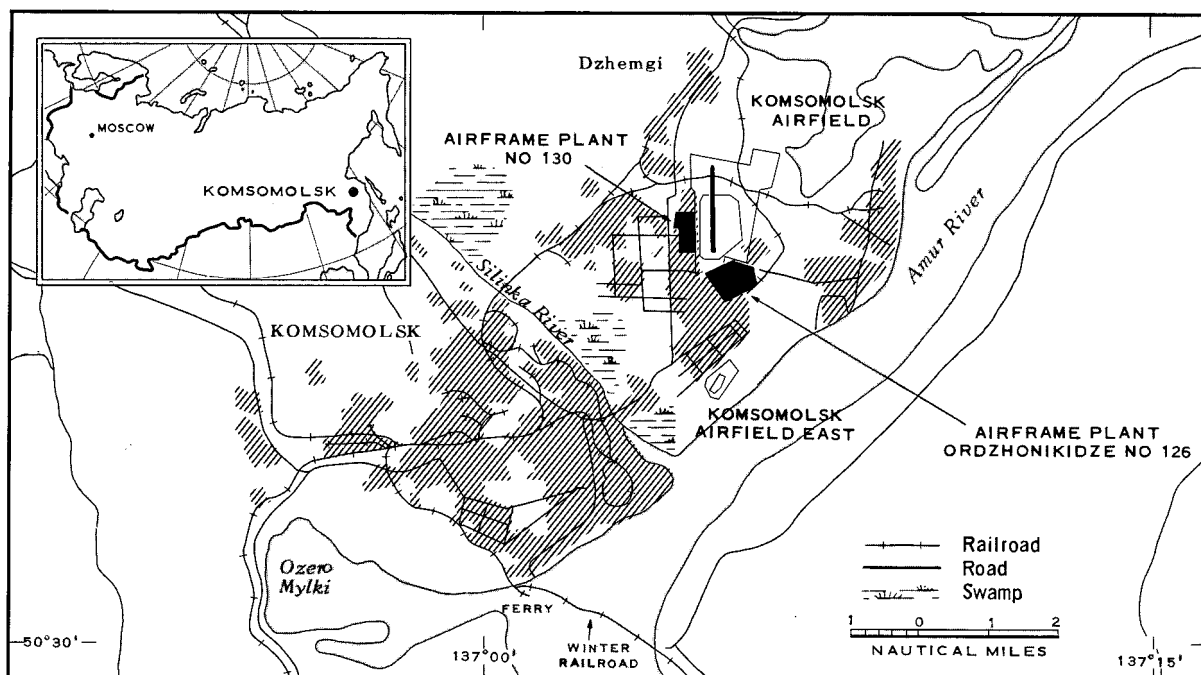 MOSCOW
KOMSOMOLSK
Dzhemgi
KOMSOMOLSK
AIRFIELD
AIRFRAME PLANT
NO 130
Amur River
Silinka River
KOMSOMOLSK
KOMSOMOLSK
AIRFIELD EAST
AIRFRAME PLANT
ORDZHONIKIDZE NO 126
Ozero
Mylki
FERRY
WINTER
RAILROAD
Railroad
Road
Swamp
1 0 1 2
NAUTICAL MILES
50°30'
137°00'
137°15'